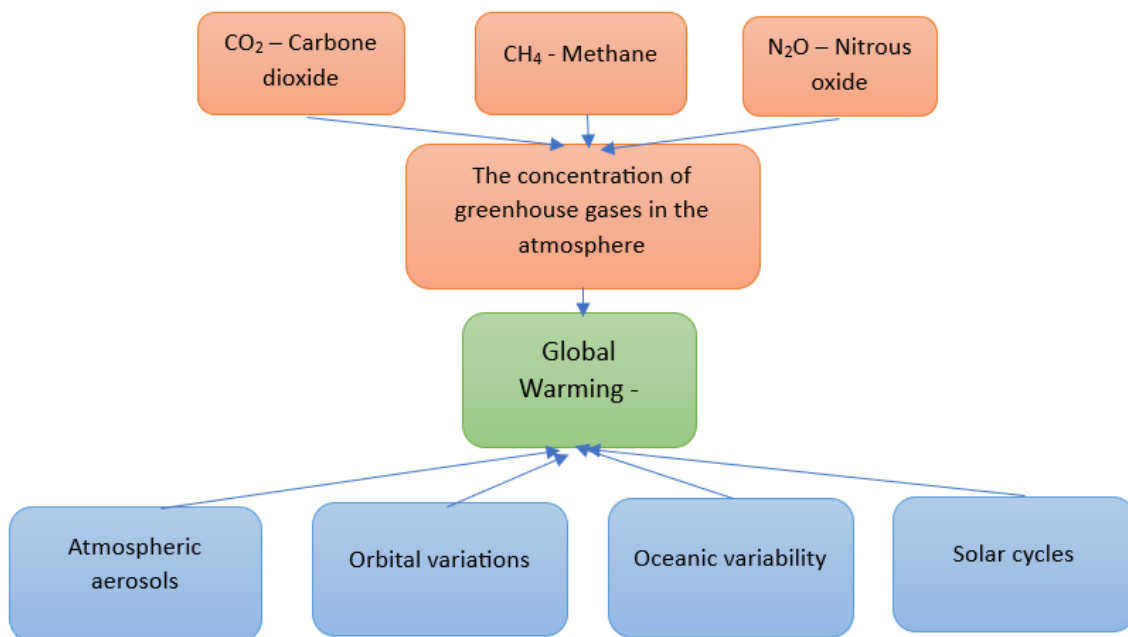 CO₂ – Carbone
dioxide
CH₄ - Methane
N₂O – Nitrous
oxide
The concentration of
greenhouse gases in the
atmosphere
Global
Warming -
Atmospheric
aerosols
Orbital variations
Oceanic variability
Solar cycles